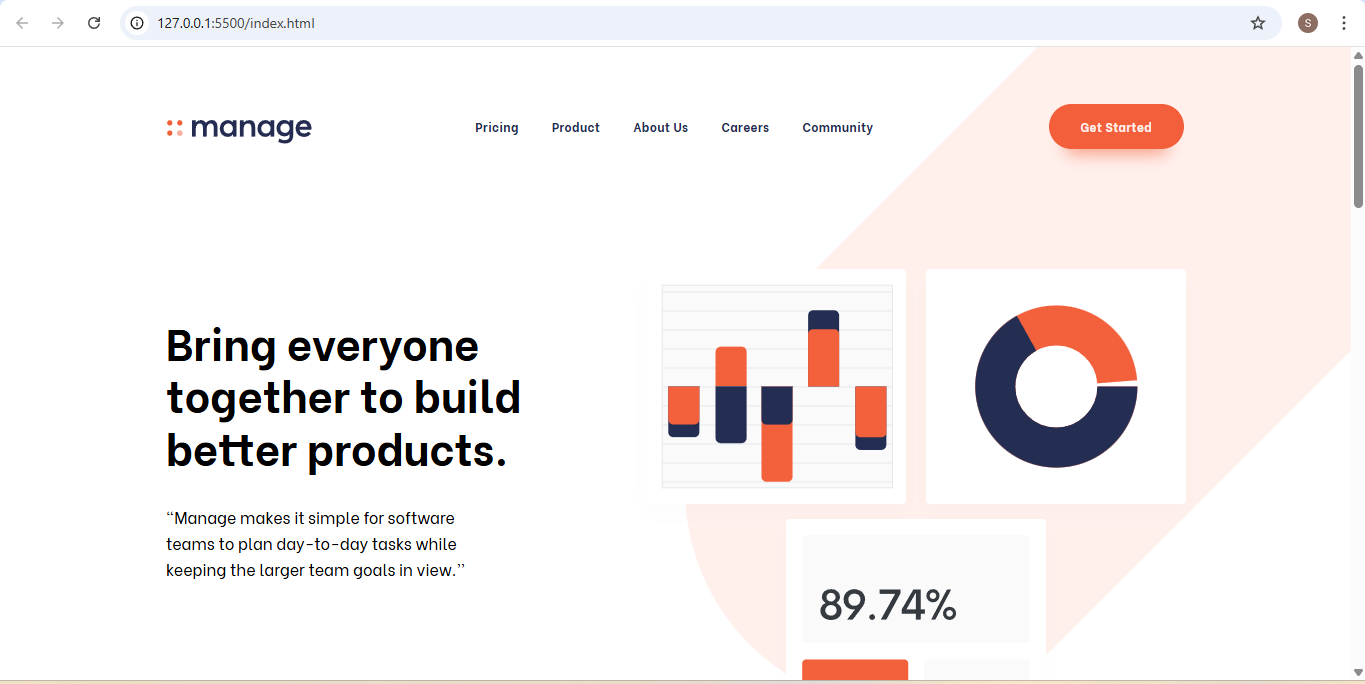 127.0.0.1:5500/index.html
S
manage
Pricing Product About Us Careers Community
Get Started
Bring everyone
together to build
better products.
“Manage makes it simple for software
teams to plan day-to-day tasks while
keeping the larger team goals in view.”
89.74%